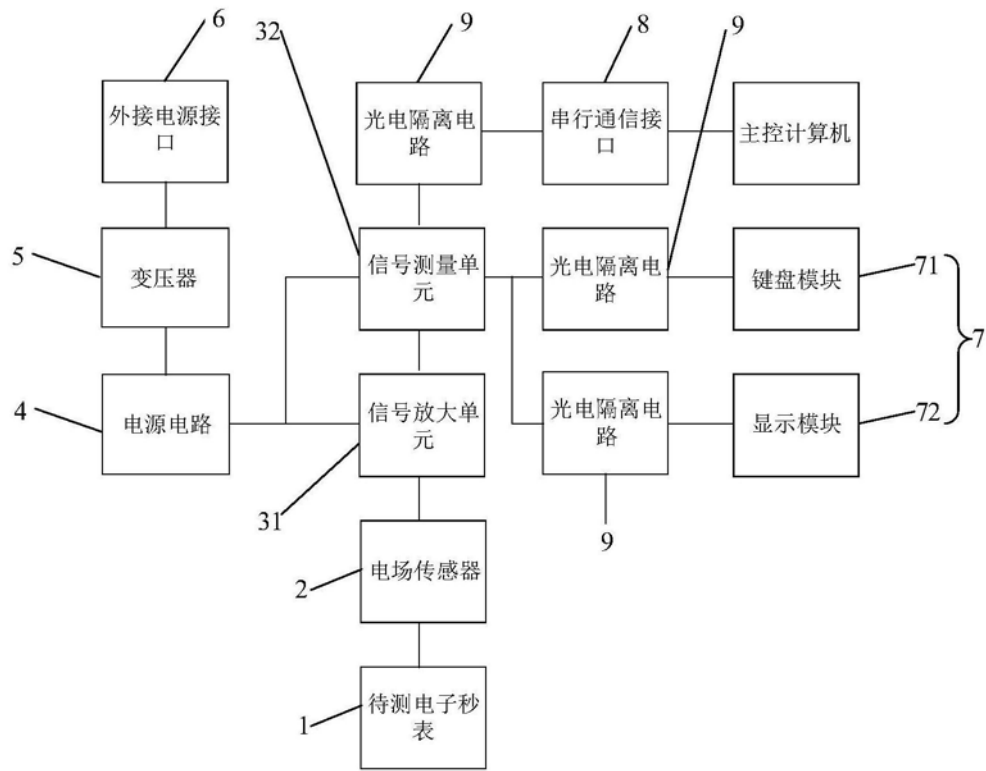 6
32
9
8
9
外接电源接
口
光电隔离电
路
串行通信接
口
主控计算机
5
变压器
信号测量单
元
光电隔离电
路
键盘模块
71
7
4
电源电路
信号放大单
元
光电隔离电
路
显示模块
72
31
9
2
电场传感器
1
待测电子秒
表